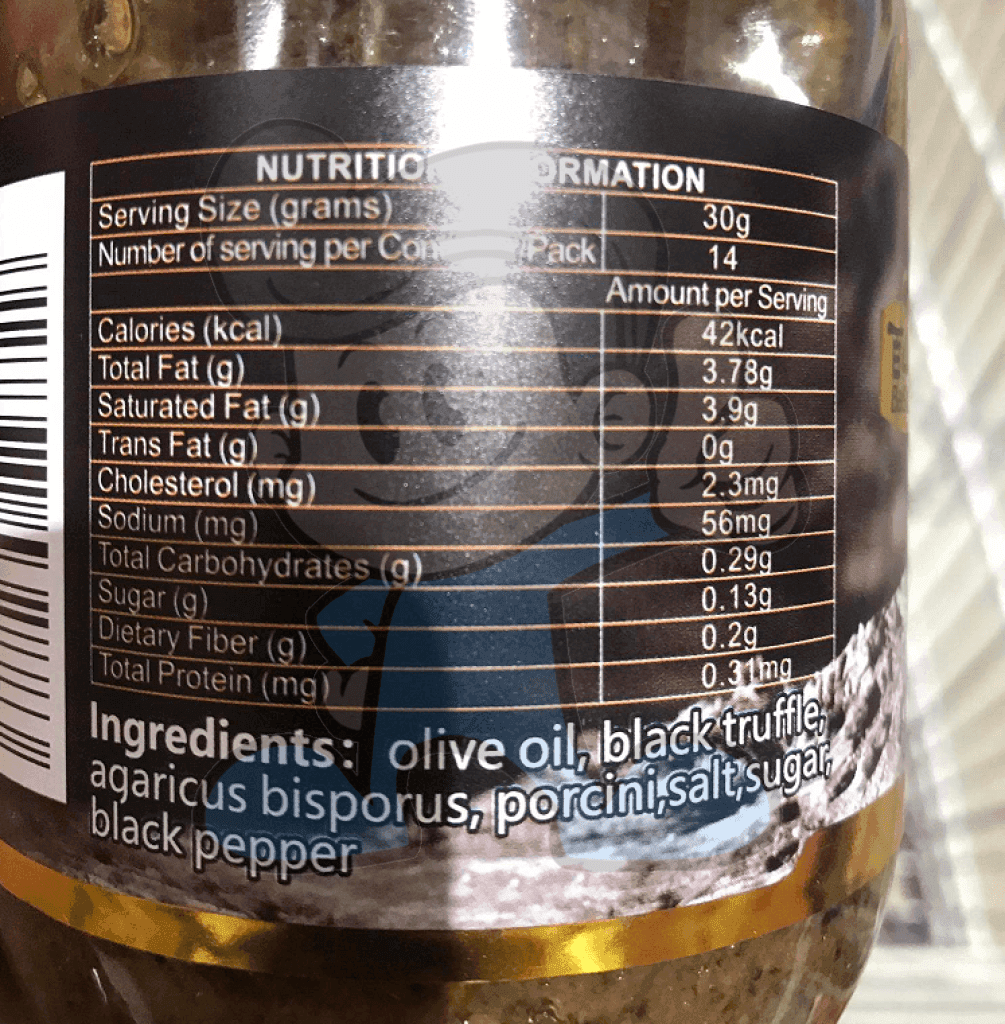 NUTRITIO ORMATION
Serving Size (grams) 30g
Number of serving per Con Pack 14
Amount per Serving
Calories (kcal) 42kcal
Total Fat (g) 3.78g
Saturated Fat (g) 3.9g
Trans Fat (g) 0g
Cholesterol (mg) 2.3mg
Sodium (mg) 56mg
Total Carbohydrates (g) 0.29g
Sugar (g) 0.13g
Dietary Fiber (g) 0.2g
Total Protein (mg) 0.31mg
Ingredients: olive oil, black truffle,
agaricus bisporus, porcini,salt,sugar,
black pepper